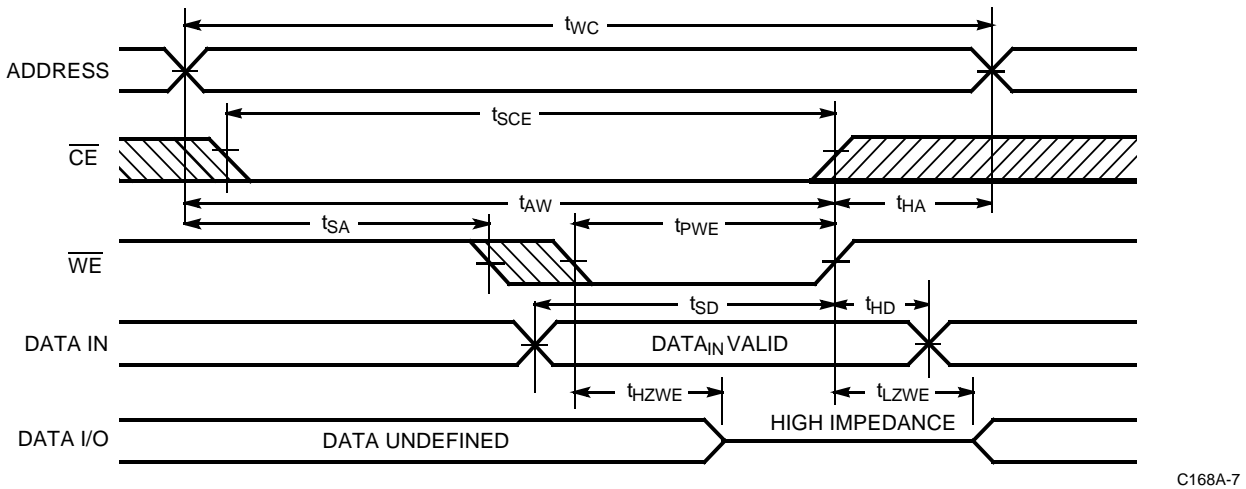 tWC
ADDRESS
tSCE
CE
tAW
tHA
tSA
tPWE
WE
tSD
tHD
DATA IN
DATAIN VALID
tHZWE
tLZWE
HIGH IMPEDANCE
DATA I/O
DATA UNDEFINED
C168A-7